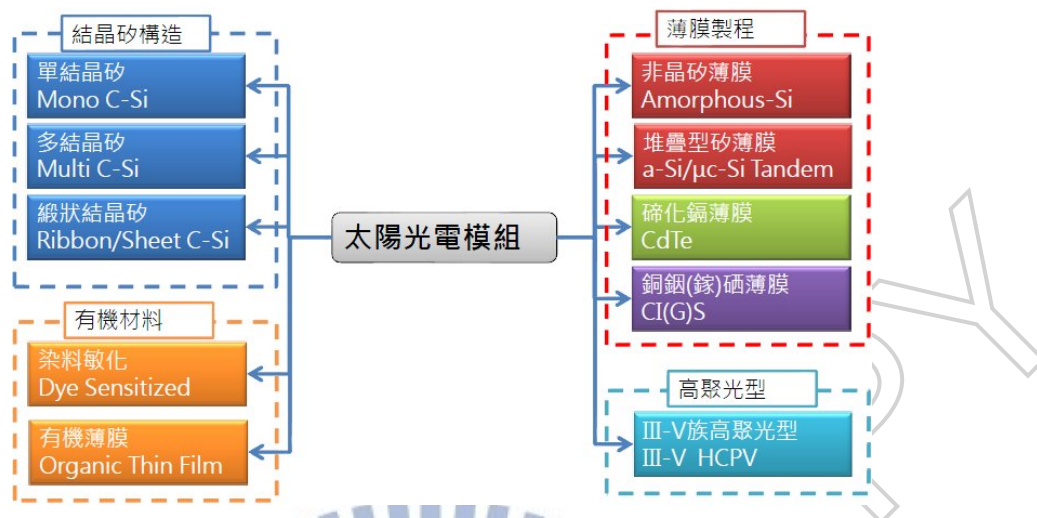 結晶矽構造
單結晶矽
Mono C-Si
多結晶矽
Multi C-Si
緞狀結晶矽
Ribbon/Sheet C-Si
有機材料
染料敏化
Dye Sensitized
有機薄膜
Organic Thin Film
太陽光電模組
薄膜製程
非晶矽薄膜
Amorphous-Si
堆疊型矽薄膜
a-Si/μc-Si Tandem
碲化鎘薄膜
CdTe
銅銦(鎵)硒薄膜
CI(G)S
高聚光型
III-V族高聚光型
III-V HCPV